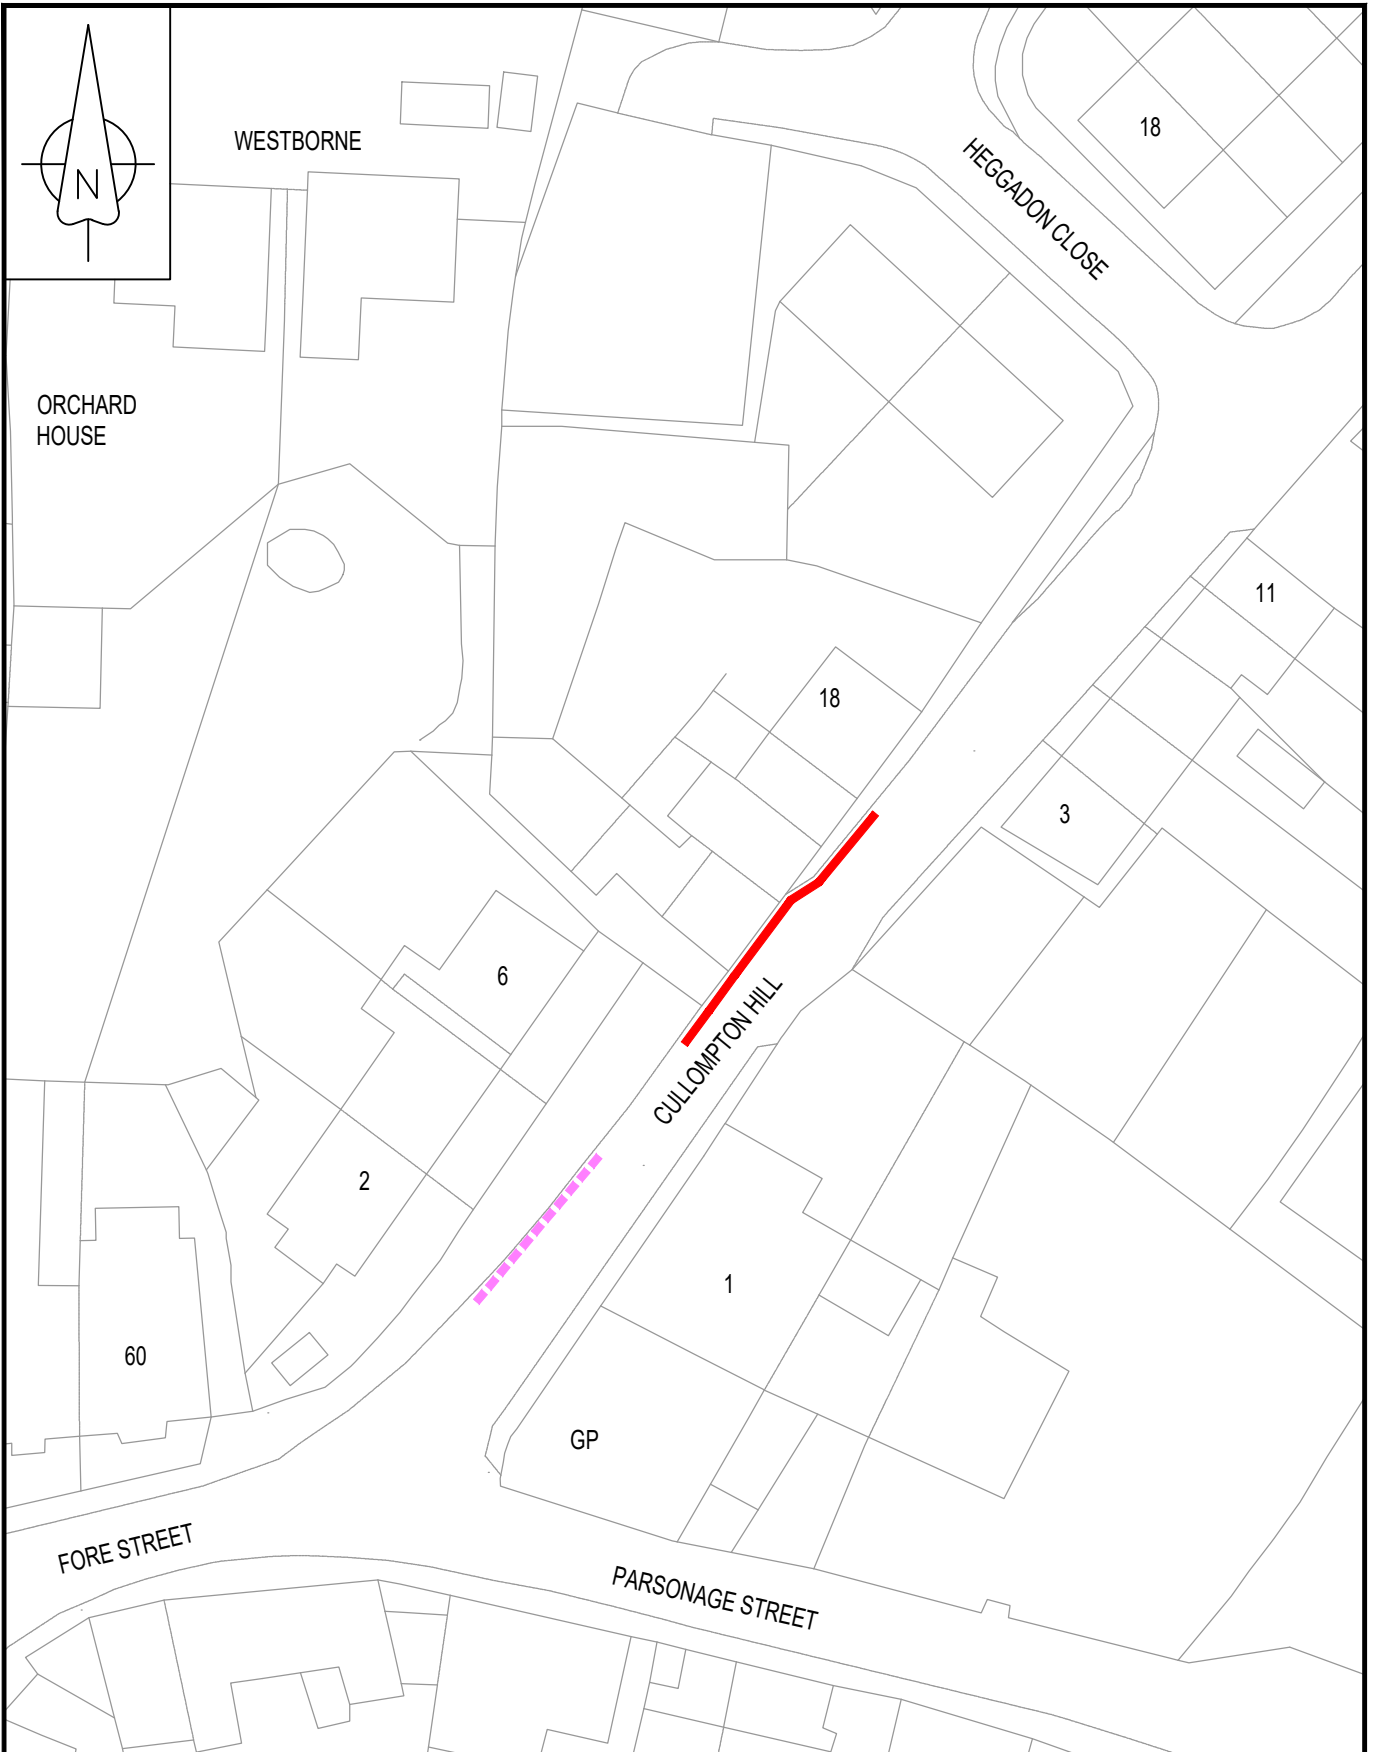 WESTBORNE
18
HEGGADON CLOSE
N
ORCHARD
HOUSE
11
18
3
6
CULLOMPTON HILL
2
1
60
GP
FORE STREET
PARSONAGE STREET